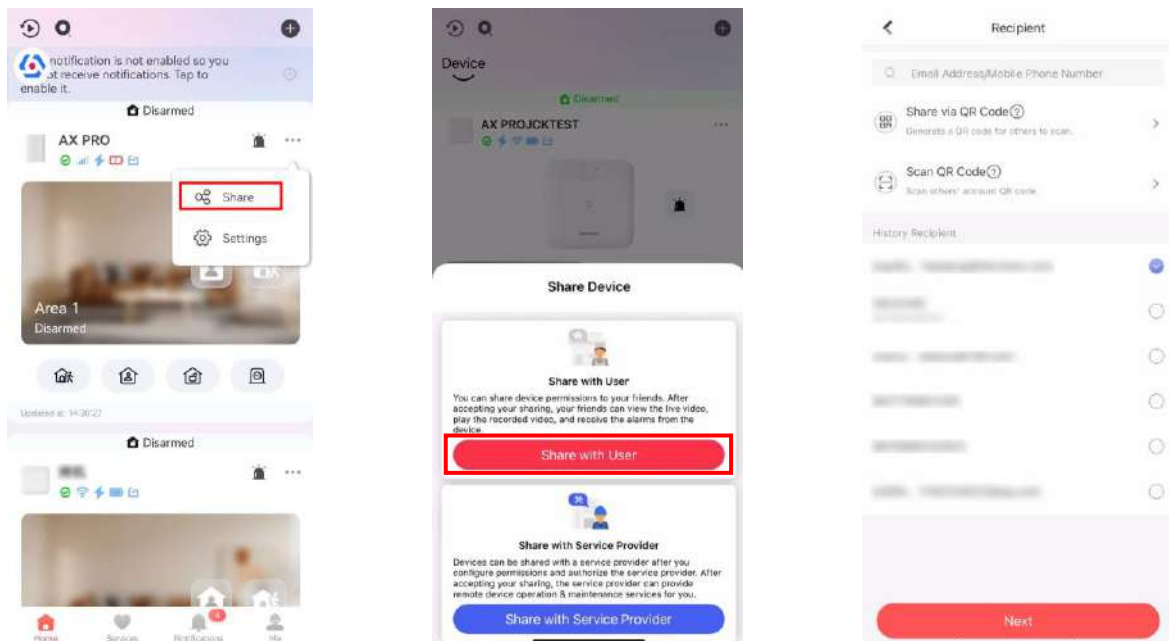 notification is not enabled so you
ot receive notifications. Tap to
enable it.
Disarmed
AX PRO
Share
Settings
Area 1
Disarmed
Updated at: 14:30:27
Disarmed
4
Home
Services
Notifications
Me
Device
Disarmed
AX PROJCKTEST
Share Device
Share with User
You can share device permissions to your friends. After
accepting your sharing, your friends can view the live video,
play the recorded video, and receive the alarms from the
device.
Share with User
Share with Service Provider
Devices can be shared with a service provider after you
configure permissions and authorize the service provider. After
accepting your sharing, the service provider can provide
remote device operation & maintenance services for you.
Share with Service Provider
Recipient
Email Address/Mobile Phone Number
Share via QR Code
Generate a QR code for others to scan.
Scan QR Code
Scan others' account QR code.
History Recipient
Next